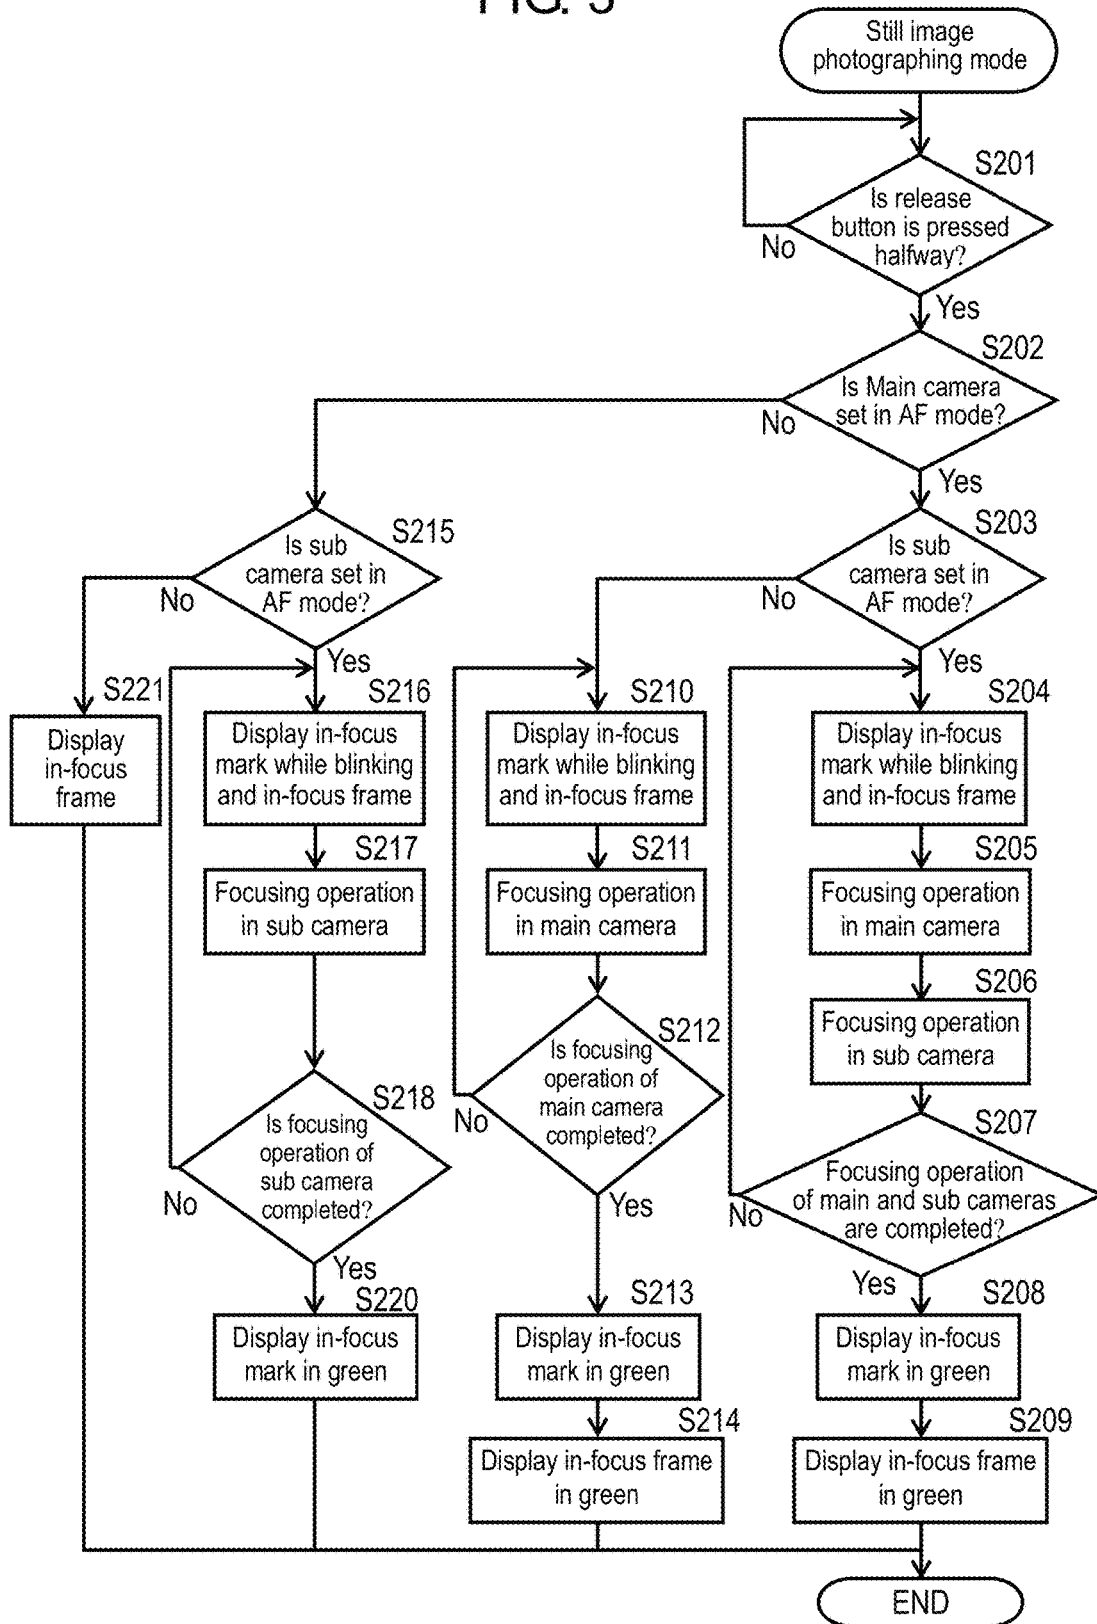 Still image
photographing mode
S201
Is release
button is pressed
halfway?
No
Yes
S202
Is Main camera
set in AF mode?
No
Yes
S215
Is sub
camera set in
AF mode?
No
Yes
S203
Is sub
camera set in
AF mode?
No
Yes
S221
Display
in-focus
frame
S216
Display in-focus
mark while blinking
and in-focus frame
S210
Display in-focus
mark while blinking
and in-focus frame
S204
Display in-focus
mark while blinking
and in-focus frame
S217
Focusing operation
in sub camera
S211
Focusing operation
in main camera
S205
Focusing operation
in main camera
S206
Focusing operation
in sub camera
S218
Is focusing
operation of
sub camera
completed?
No
Yes
S212
Is focusing
operation of
main camera
completed?
No
Yes
S207
Focusing operation
of main and sub cameras
are completed?
No
Yes
S220
Display in-focus
mark in green
S213
Display in-focus
mark in green
S208
Display in-focus
mark in green
S214
Display in-focus frame
in green
S209
Display in-focus frame
in green
END